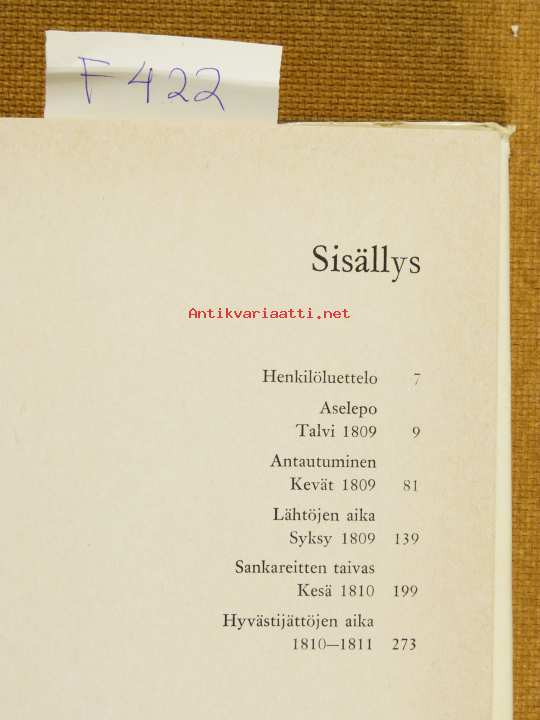 F 422
Sisällys
Antikvariaatti.net
Henkilöluettelo 7
Aselepo
Talvi 1809 9
Antautuminen
Kevät 1809 81
Lähtöjen aika
Syksy 1809 139
Sankareitten taivas
Kesä 1810 199
Hyvästijättöjen aika
1810—1811 273